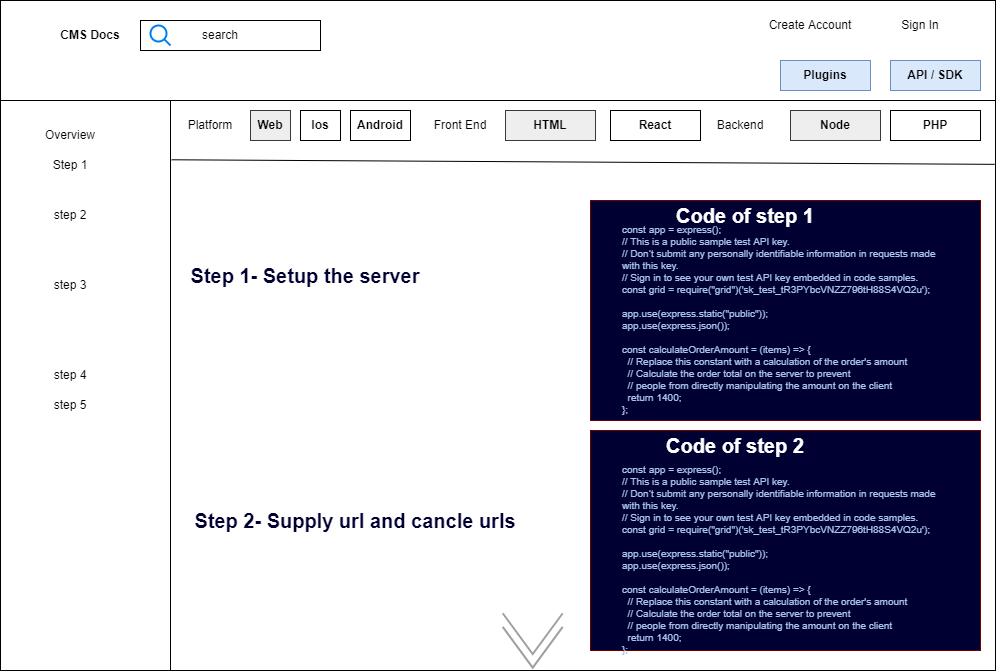 CMS Docs
search
Create Account
Sign In
Plugins
API / SDK
Overview
Step 1
step 2
step 3
step 4
step 5
Platform
Web
Ios
Android
Front End
HTML
React
Backend
Node
PHP
Step 1- Setup the server
Code of step 1
const app = express();
// This is a public sample test API key.
// Don't submit any personally identifiable information in requests made
with this key.
// Sign in to see your own test API key embedded in code samples.
const grid = require("grid")('sk_test_tR3PYbcVNZZ796tH88S4VQ2u');
app.use(express.static("public"));
app.use(express.json());
const calculateOrderAmount = (items) => {
// Replace this constant with a calculation of the order's amount
// Calculate the order total on the server to prevent
// people from directly manipulating the amount on the client
return 1400;
};
Step 2- Supply url and cancle urls
Code of step 2
const app = express();
// This is a public sample test API key.
// Don't submit any personally identifiable information in requests made
with this key.
// Sign in to see your own test API key embedded in code samples.
const grid = require("grid")('sk_test_tR3PYbcVNZZ796tH88S4VQ2u');
app.use(express.static("public"));
app.use(express.json());
const calculateOrderAmount = (items) => {
// Replace this constant with a calculation of the order's amount
// Calculate the order total on the server to prevent
// people from directly manipulating the amount on the client
return 1400;
};